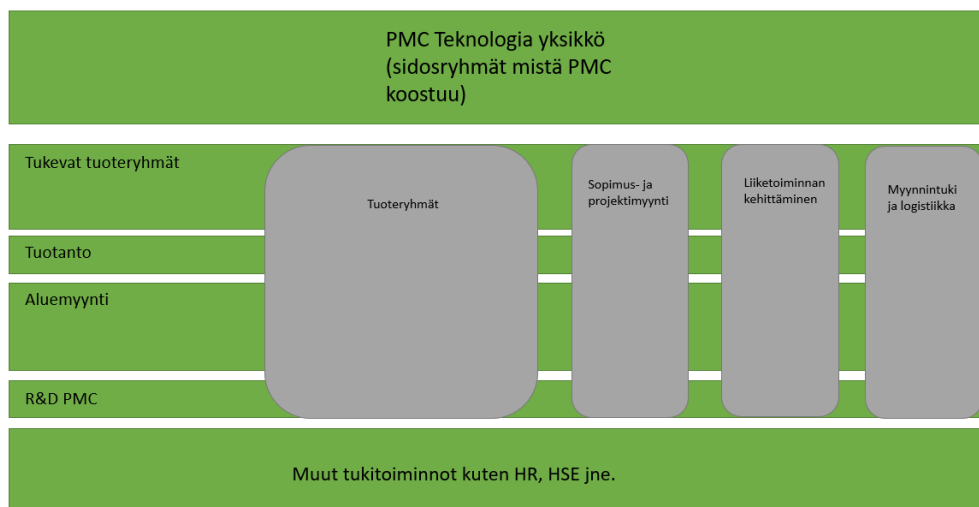 PMC Teknologia yksikkö
(sidosryhmät mistä PMC
koostuu)
Tukevat tuoteryhmät
Tuoteryhmät
Sopimus- ja
projektimyynti
Liiketoiminnan
kehittäminen
Myynnintuki
ja logistiikka
Tuotanto
Aluemyynti
R&D PMC
Muut tukitoiminnot kuten HR, HSE jne.